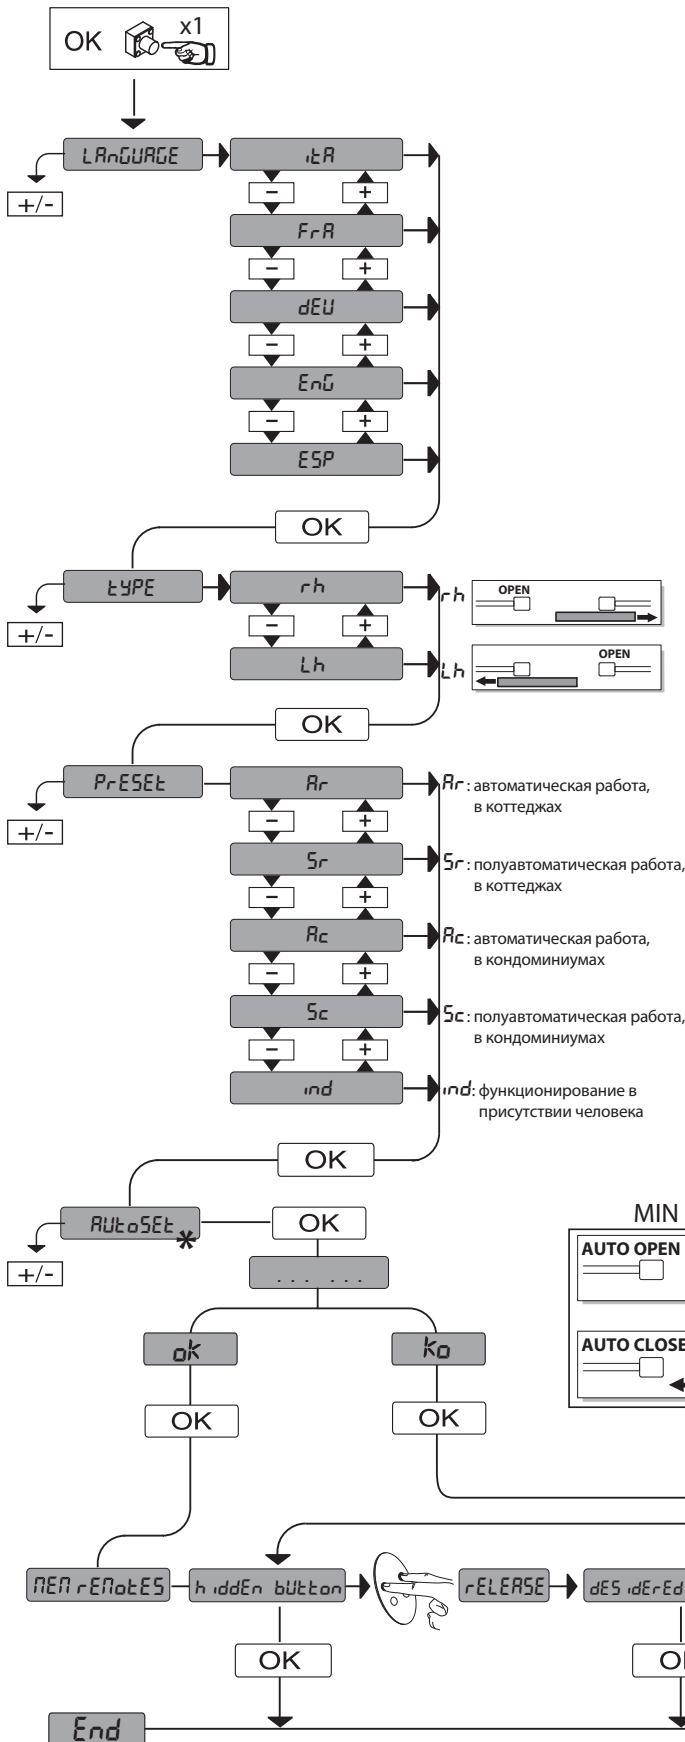 OK x1
LAnGUAGE
+/-
itA
- +
FrA
- +
dEU
- +
EnG
- +
ESP
OK
tYPE
+/-
rh
- +
Lh
rh
OPEN
Lh
OPEN
OK
PrESEt
+/-
Ar
- +
Sr
- +
Ac
- +
Sc
- +
ind
Ar: автоматическая работа,
в коттеджах
Sr: полуавтоматическая работа,
в коттеджах
Ac: автоматическая работа,
в кондоминиумах
Sc: полуавтоматическая работа,
в кондоминиумах
ind: функционирование в
присутствии человека
OK
AUtoSEt
*
+/-
OK
... ...
ok
OK
ko
OK
MIN
AUTO OPEN
AUTO CLOSE
MEM rEMotES
hiddEn bUtton
rELEASE
dESidErEd
OK
End